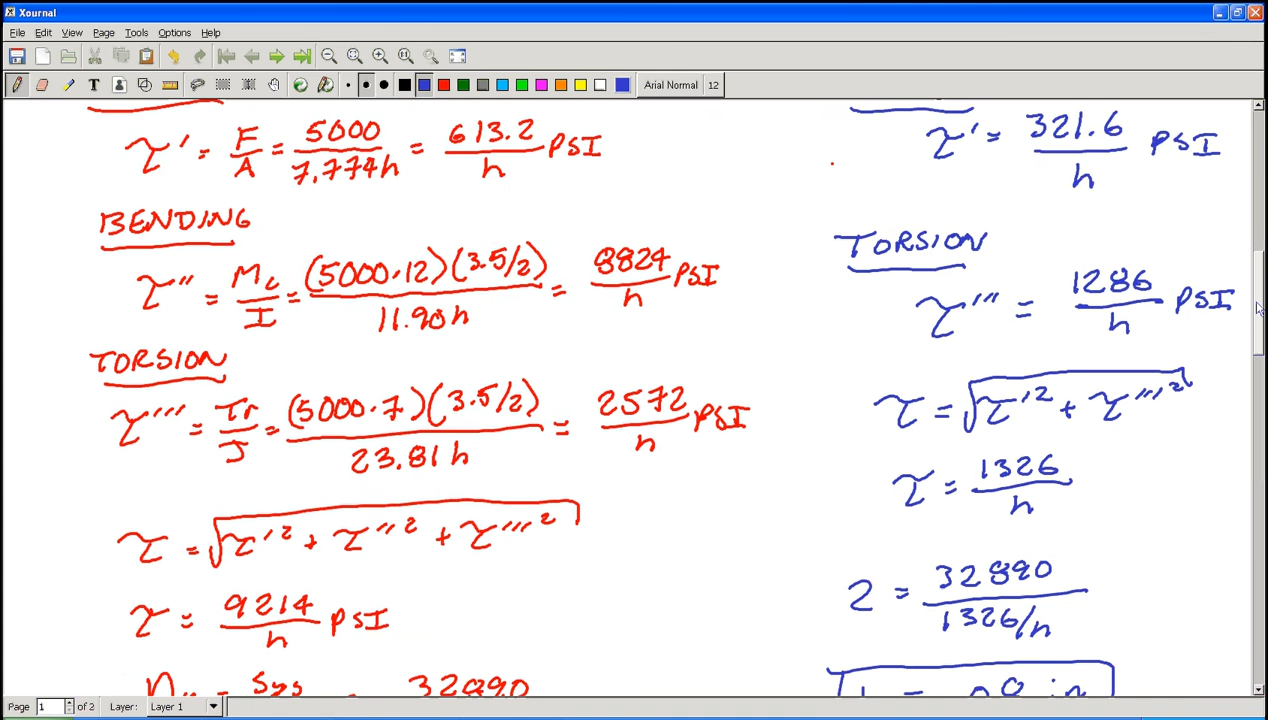 Xournal
File Edit View Page Tools Options Help
Arial Normal 12
τ' = F/A = 5000/7.774h = 613.2/h PSI
BENDING
τ'' = Mc/I = (5000·12)(3.5/2)/11.90h = 8824/h PSI
TORSION
τ''' = Tr/J = (5000·7)(3.5/2)/23.81h = 2572/h PSI
τ = √(τ'² + τ''² + τ'''²)
τ = 9214/h PSI
τ' = 321.6/h PSI
TORSION
τ''' = 1286/h PSI
τ = √(τ'² + τ'''²)
τ = 1326/h
2 = 32890/(1326/h)
Page 1 of 2 Layer: Layer 1